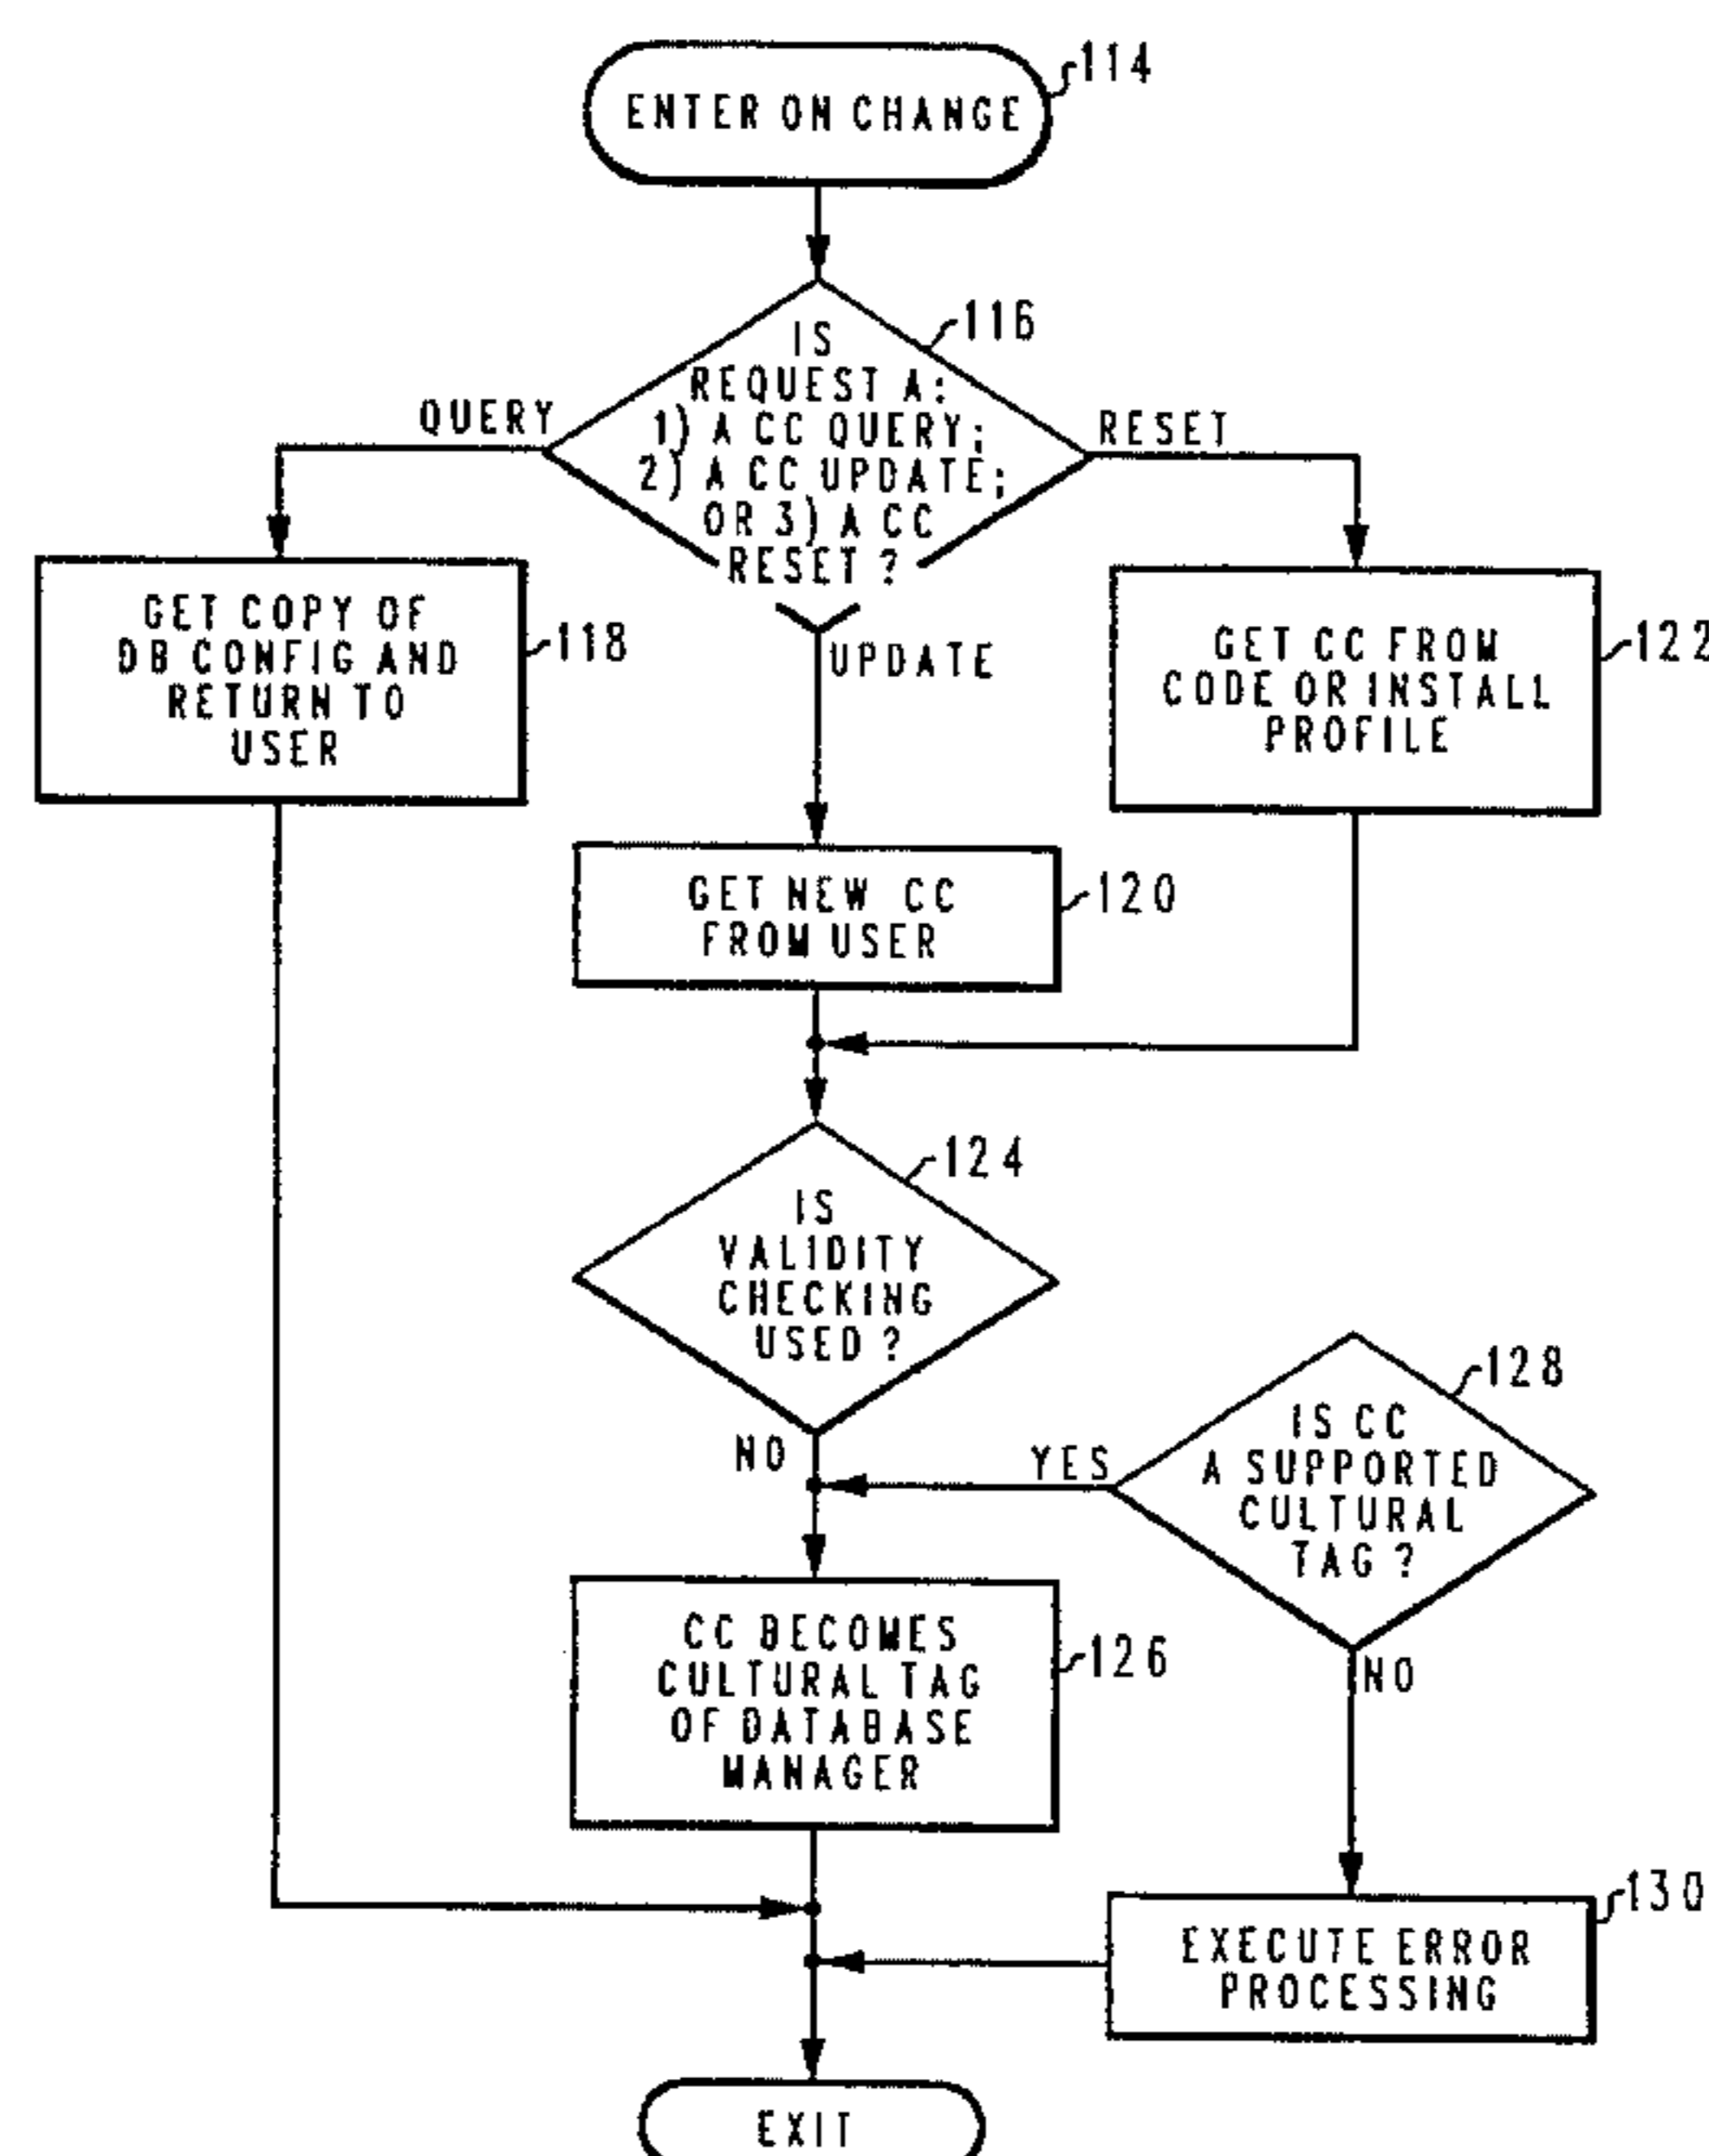 ENTER ON CHANGE
114
IS
REQUEST A:
1) A CC QUERY;
2) A CC UPDATE;
OR 3) A CC
RESET ?
116
QUERY
RESET
UPDATE
GET COPY OF
DB CONFIG AND
RETURN TO
USER
118
GET CC FROM
CODE OR INSTALL
PROFILE
122
GET NEW CC
FROM USER
120
IS
VALIDITY
CHECKING
USED ?
124
NO
IS CC
A SUPPORTED
CULTURAL
TAG ?
128
YES
NO
CC BECOMES
CULTURAL TAG
OF DATABASE
MANAGER
126
EXECUTE ERROR
PROCESSING
130
EXIT